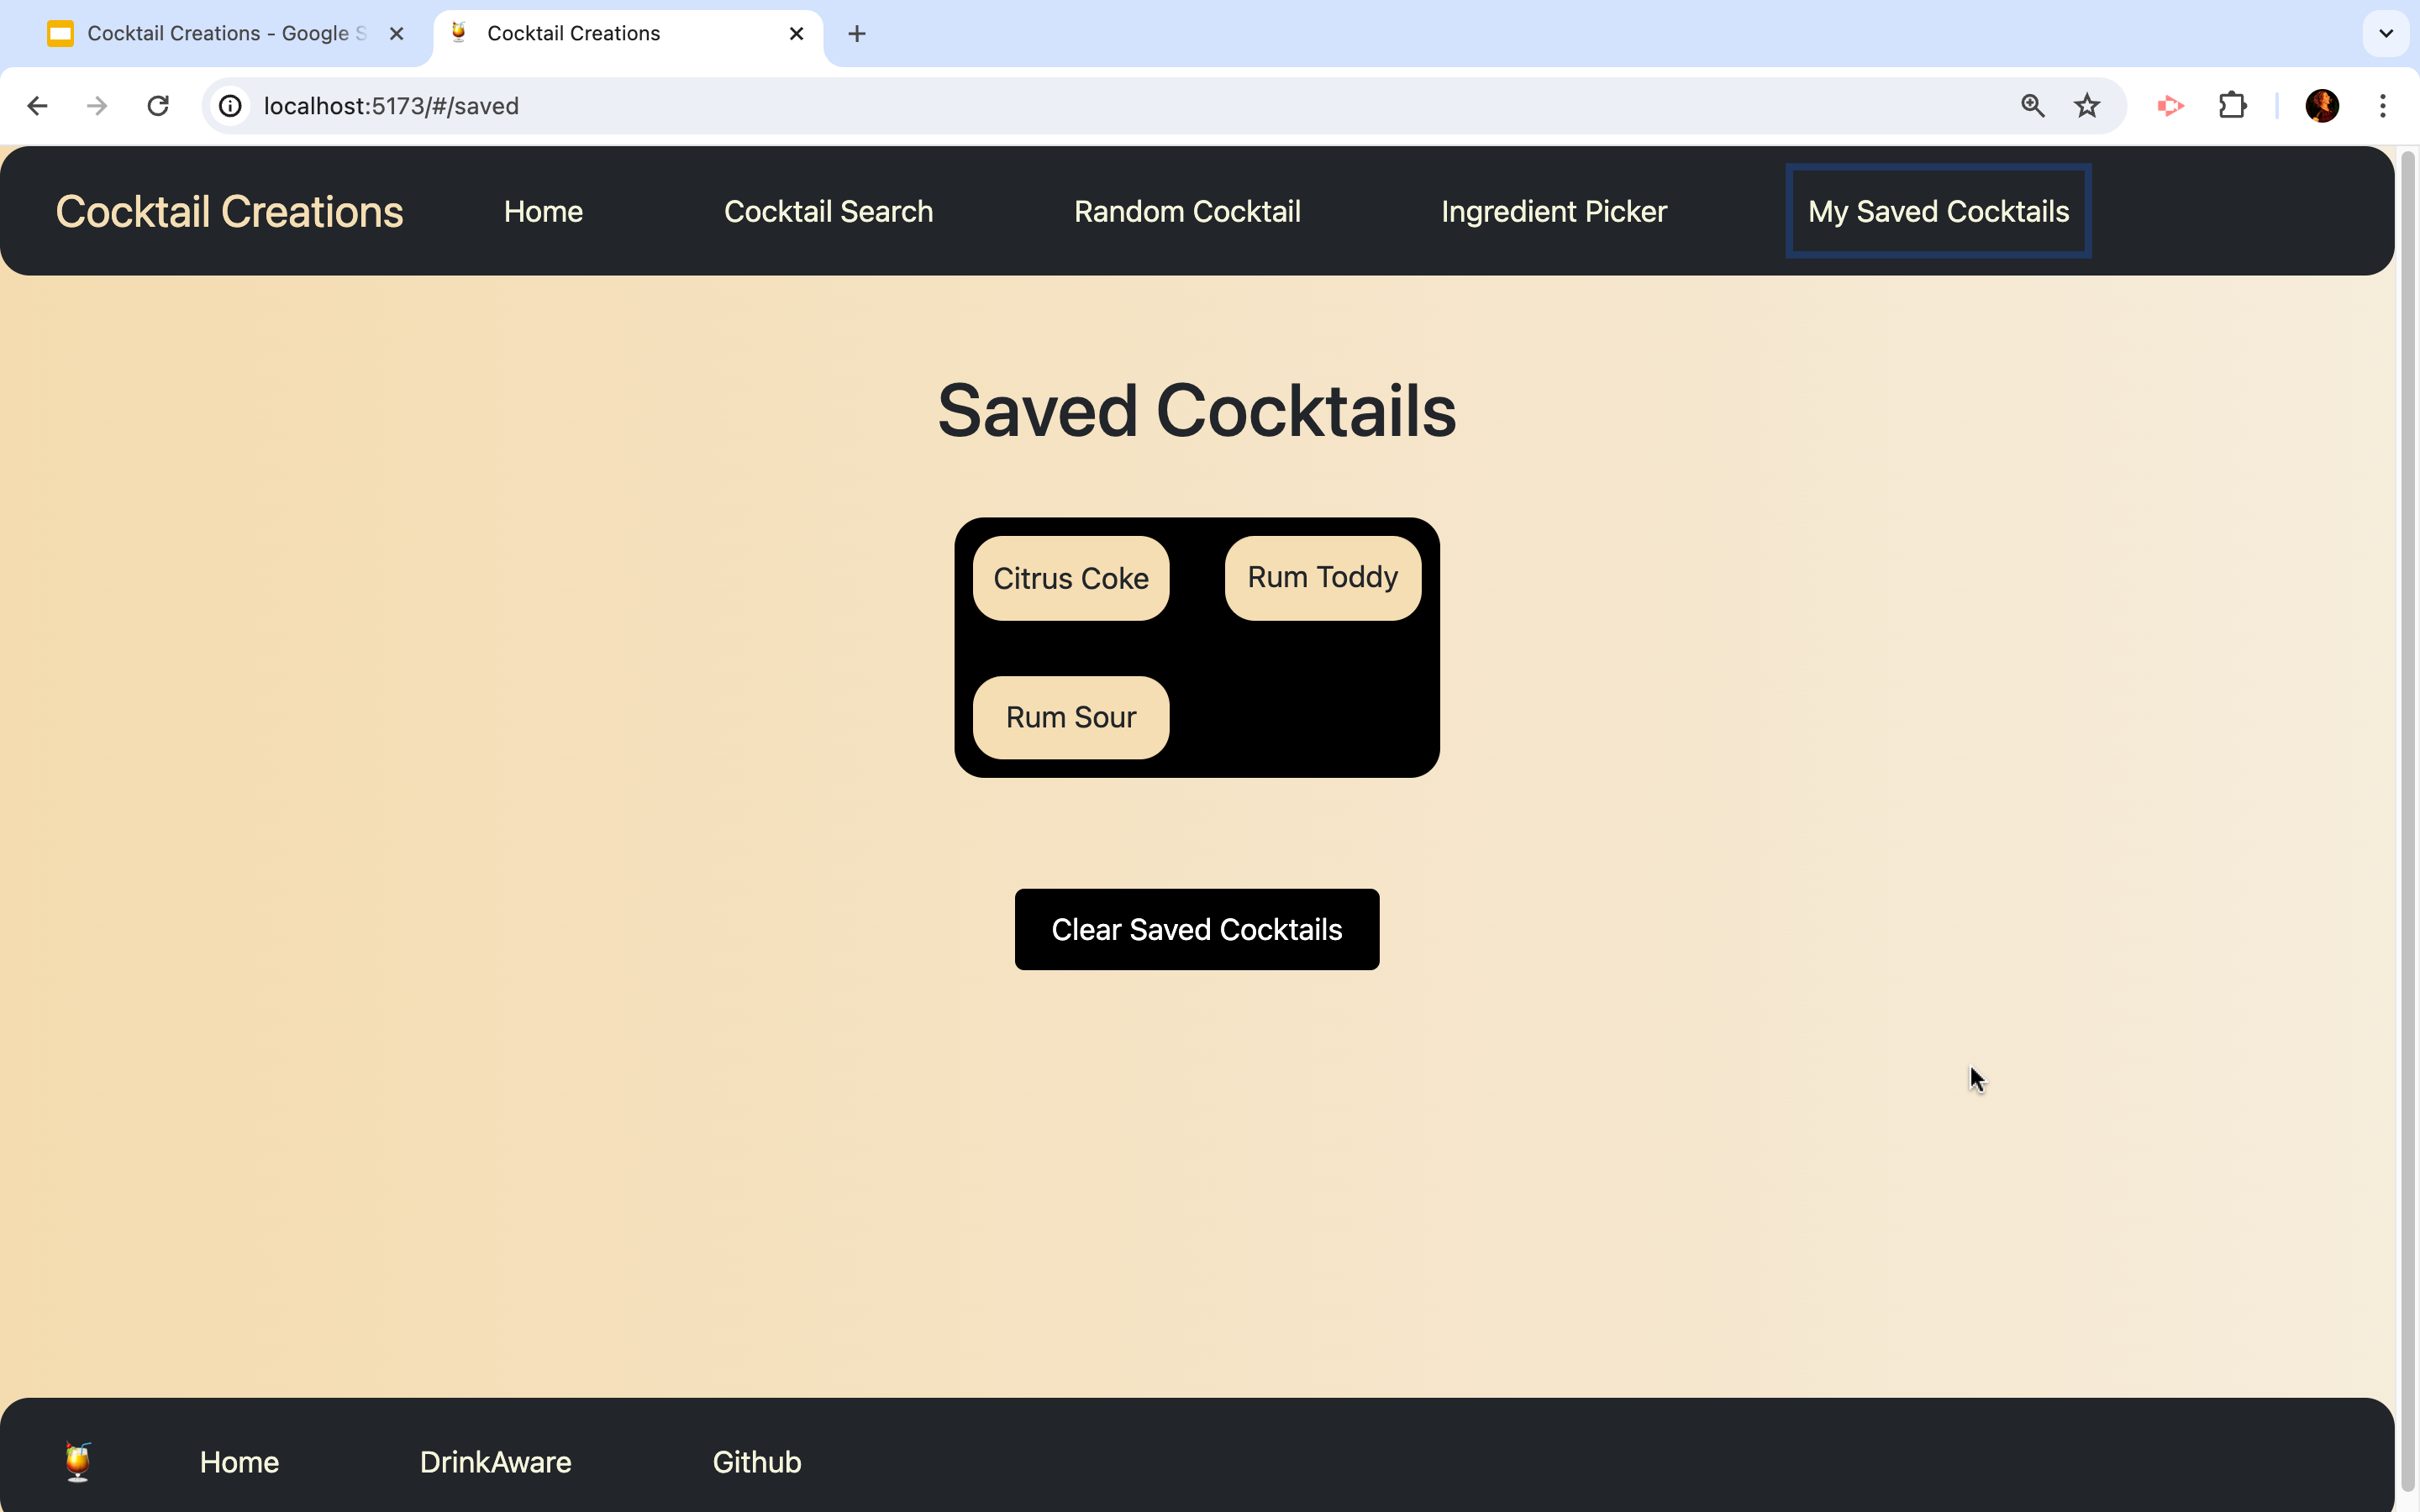 Cocktail Creations - Google S
Cocktail Creations
localhost:5173/#/saved
Cocktail Creations Home Cocktail Search Random Cocktail Ingredient Picker My Saved Cocktails
Saved Cocktails
Citrus Coke Rum Toddy
Rum Sour
Clear Saved Cocktails
Home DrinkAware Github